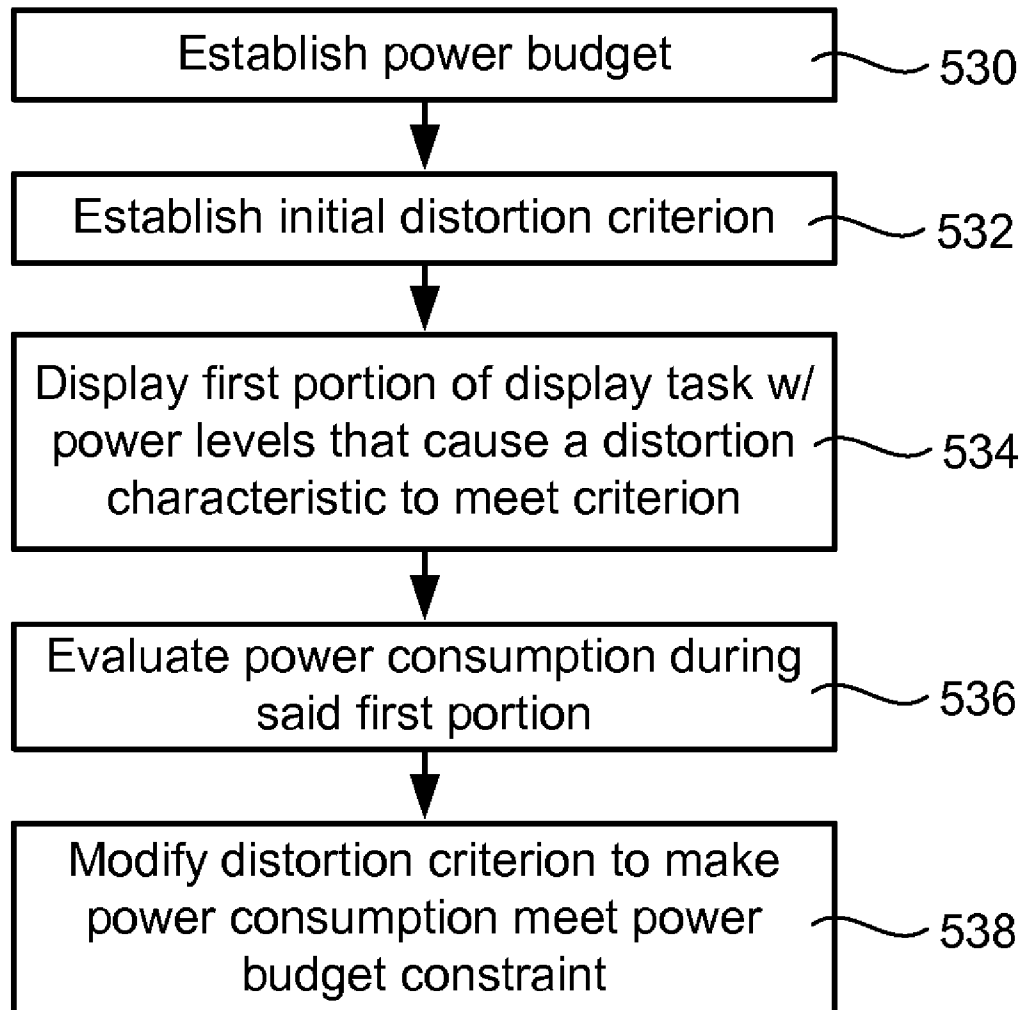 Establish power budget
530
Establish initial distortion criterion
532
Display first portion of display task w/
power levels that cause a distortion
characteristic to meet criterion
534
Evaluate power consumption during
said first portion
536
Modify distortion criterion to make
power consumption meet power
budget constraint
538